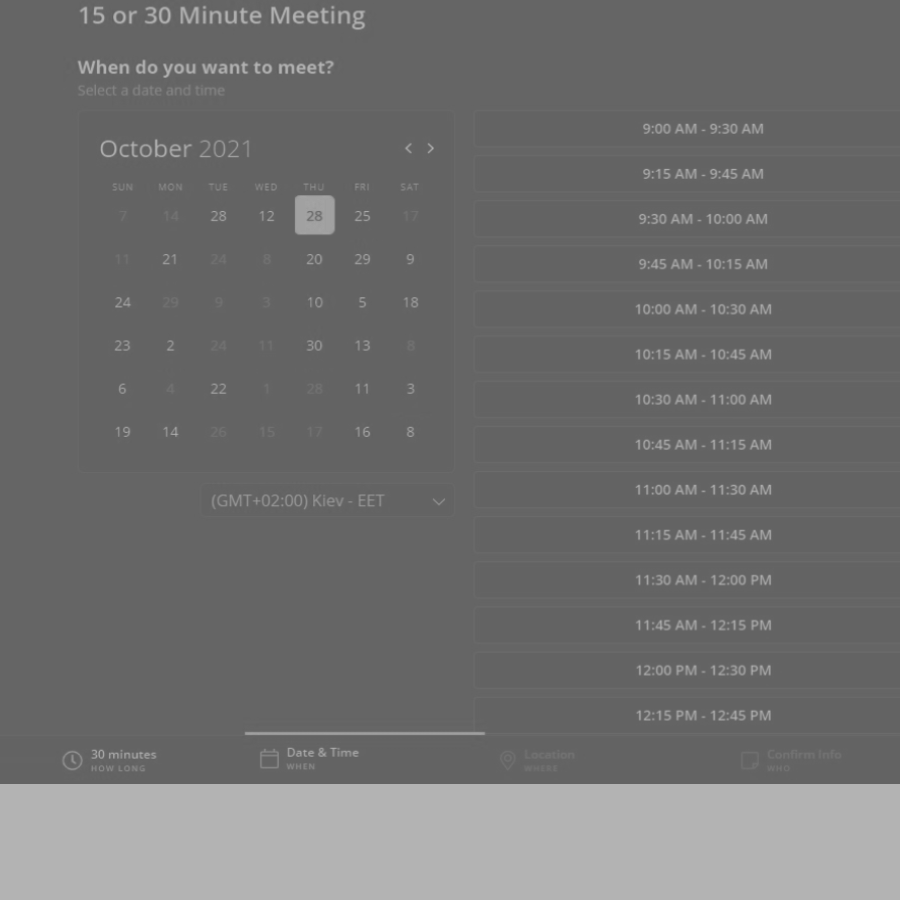 15 or 30 Minute Meeting
When do you want to meet?
Select a date and time
October 2021
SUN MON TUE WED THU FRI SAT
7 14 28 12 28 25 17
11 21 24 8 20 29 9
24 29 9 3 10 5 18
23 2 24 11 30 13 8
6 4 22 1 28 11 3
19 14 26 15 17 16 8
(GMT+02:00) Kiev - EET
9:00 AM - 9:30 AM
9:15 AM - 9:45 AM
9:30 AM - 10:00 AM
9:45 AM - 10:15 AM
10:00 AM - 10:30 AM
10:15 AM - 10:45 AM
10:30 AM - 11:00 AM
10:45 AM - 11:15 AM
11:00 AM - 11:30 AM
11:15 AM - 11:45 AM
11:30 AM - 12:00 PM
11:45 AM - 12:15 PM
12:00 PM - 12:30 PM
12:15 PM - 12:45 PM
30 minutes
HOW LONG
Date & Time
WHEN
Location
WHERE
Confirm Info
WHO